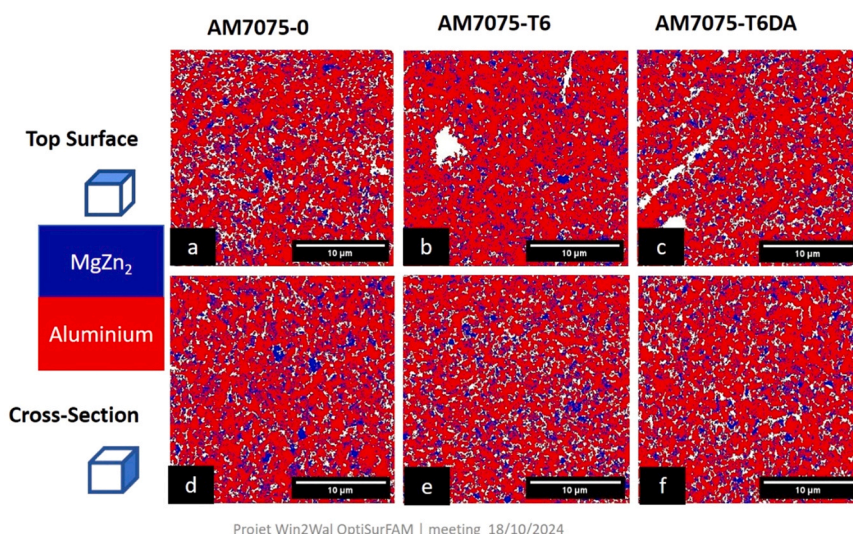 AM7075-0 AM7075-T6 AM7075-T6DA
Top Surface
MgZn₂
Aluminium
Cross-Section
a 10 µm b 10 µm c 10 µm
d 10 µm e 10 µm f 10 µm
Projet Win2Wal OptiSurFAM | meeting 18/10/2024